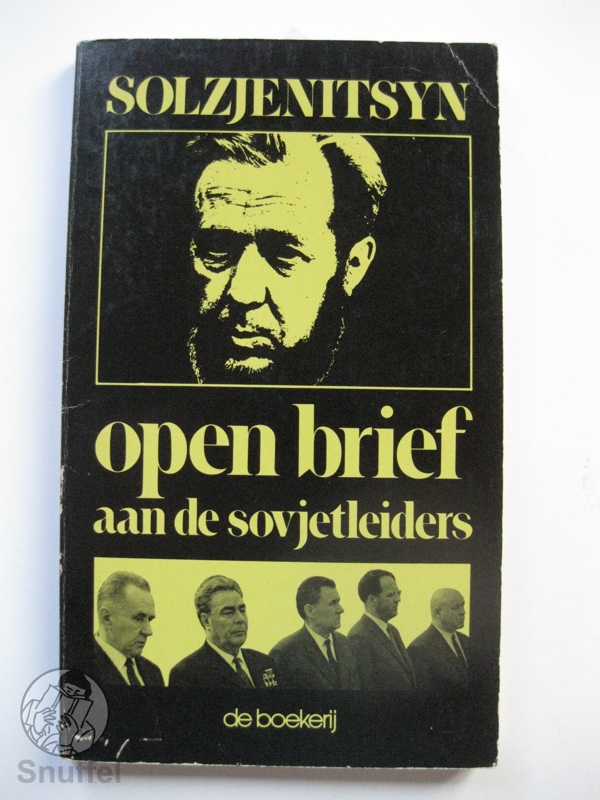 SOLZJENITSYN
open brief
aan de sovjetleiders
de boekerij
Snuffel